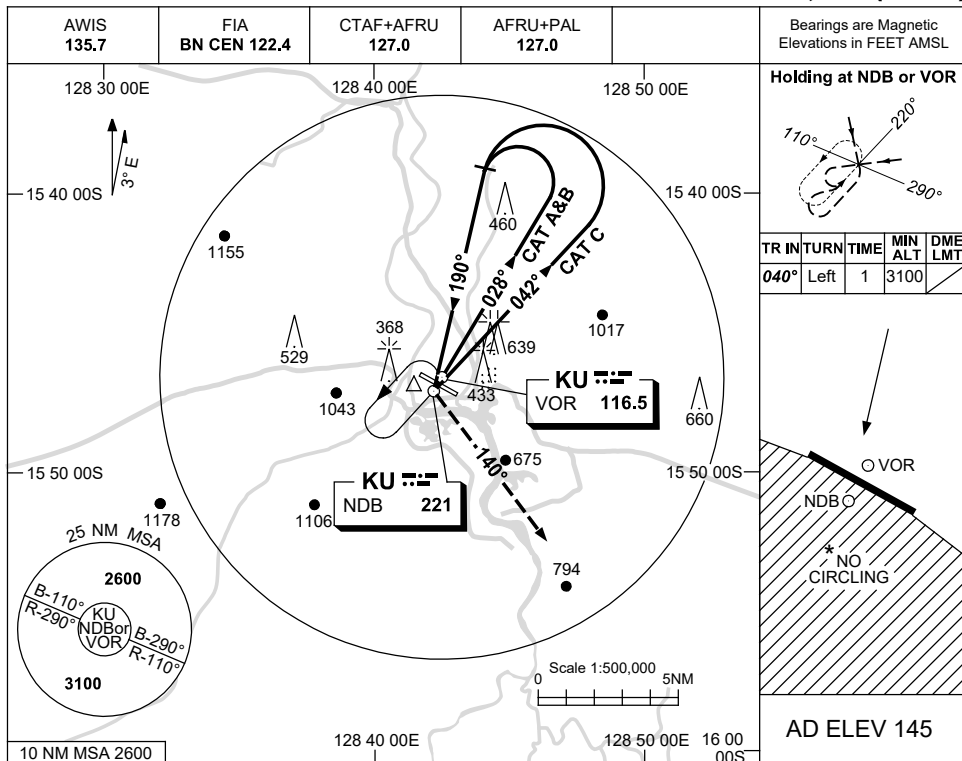 AWIS
135.7
FIA
BN CEN 122.4
CTAF+AFRU
127.0
AFRU+PAL
127.0
Bearings are Magnetic
Elevations in FEET AMSL
128 30 00E
128 40 00E
128 50 00E
3° E
15 40 00S
15 40 00S
1155
460
CAT A&B
CAT C
190°
028°
042°
1017
529
368
639
433
1043
660
KU
VOR 116.5
15 50 00S
15 50 00S
140°
675
KU
NDB 221
1178
1106
794
25 NM MSA
2600
B-110°
R-290°
KU
NDBor
VOR
B-290°
R-110°
3100
Scale 1:500,000
0 5NM
10 NM MSA 2600
128 40 00E
128 50 00E
16 00
00S
Holding at NDB or VOR
110°
220°
290°
TR IN TURN TIME MIN ALT DME LMT
040° Left 1 3100
VOR
NDB
* NO
CIRCLING
AD ELEV 145